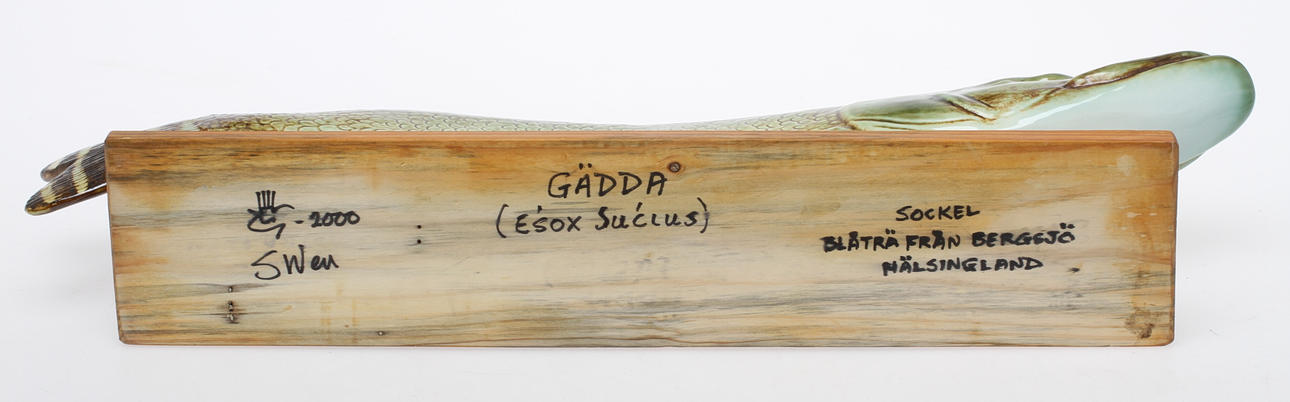 - 2000
SWen
GÄDDA
(Esox Sucius)
SOCKEL
BLÅTRÄ FRÅN BERGSJÖ
HÄLSINGLAND